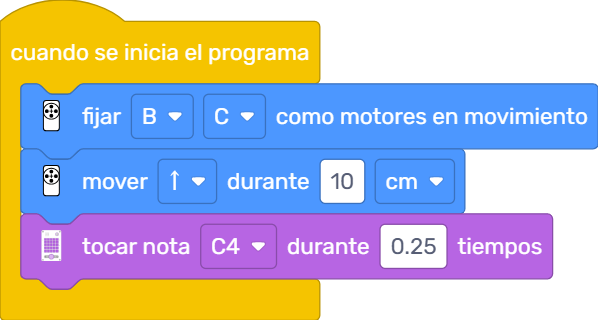 cuando se inicia el programa
fijar B C como motores en movimiento
mover ↑ durante 10 cm
tocar nota C4 durante 0.25 tiempos